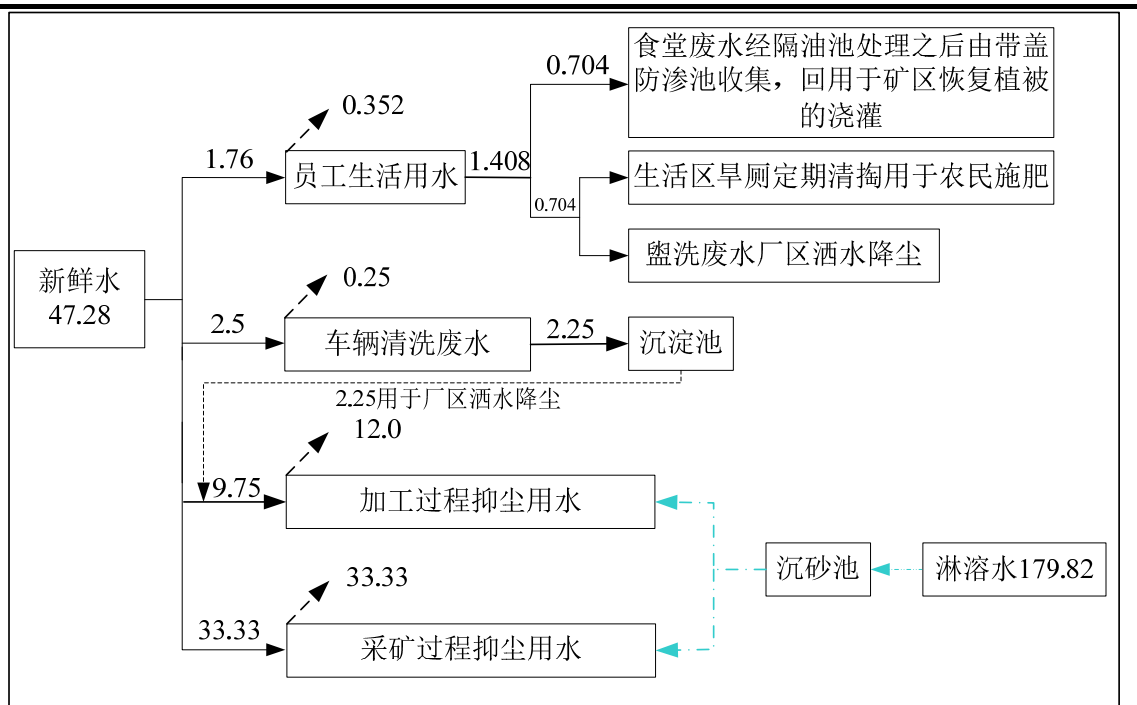 食堂废水经隔油池处理之后由带盖
防渗池收集，回用于矿区恢复植被
的浇灌
0.704
0.352
1.76
员工生活用水
1.408
生活区旱厕定期清掏用于农民施肥
0.704
盥洗废水厂区洒水降尘
新鲜水
47.28
0.25
2.5
车辆清洗废水
2.25
沉淀池
2.25用于厂区洒水降尘
12.0
9.75
加工过程抑尘用水
沉砂池
淋溶水179.82
33.33
33.33
采矿过程抑尘用水